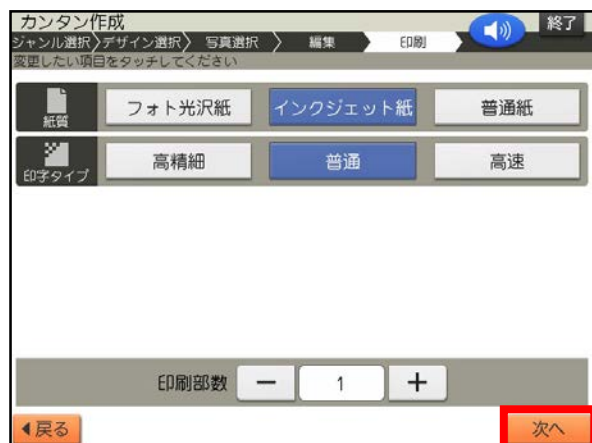 カンタン作成
終了
ジャンル選択〉デザイン選択〉 写真選択 〉 編集 印刷
変更したい項目をタッチしてください
紙質 フォト光沢紙 インクジェット紙 普通紙
印字タイプ 高精細 普通 高速
印刷部数 − 1 +
◀戻る 次へ